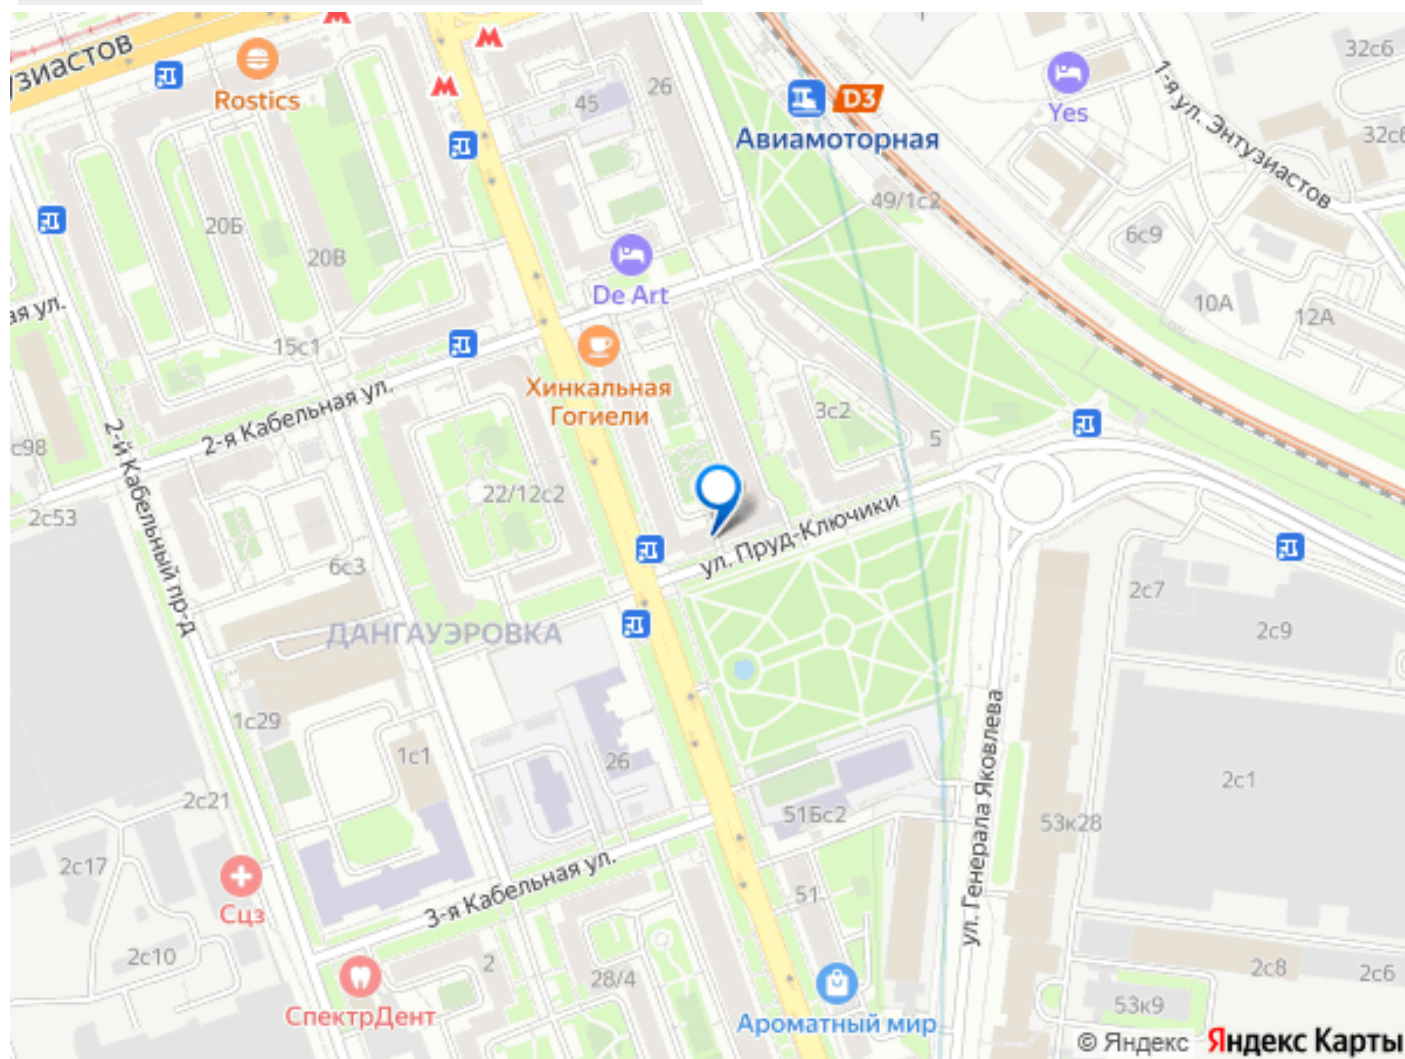 узиастов
Rostics
45
26
D3
Авиамоторная
Yes
32с6
32с6
1-я ул. Энтузиастов
49/1с2
6с9
20Б
20В
De Art
10А
12А
ая ул.
15с1
Хинкальная
Гогиели
2-я Кабельная ул.
3с2
5
с98
2-й Кабельный пр-д
22/12с2
2с53
ул. Пруд-Ключики
6с3
ДАНГАУЭРОВКА
2с7
2с9
1с29
1с1
26
ул. Генерала Яковлева
2с1
2с21
51Бс2
53к28
2с17
Сцз
3-я Кабельная ул.
51
2с10
2
28/4
2с8
2с6
СпектрДент
Ароматный мир
53к9
© Яндекс Яндекс Карты